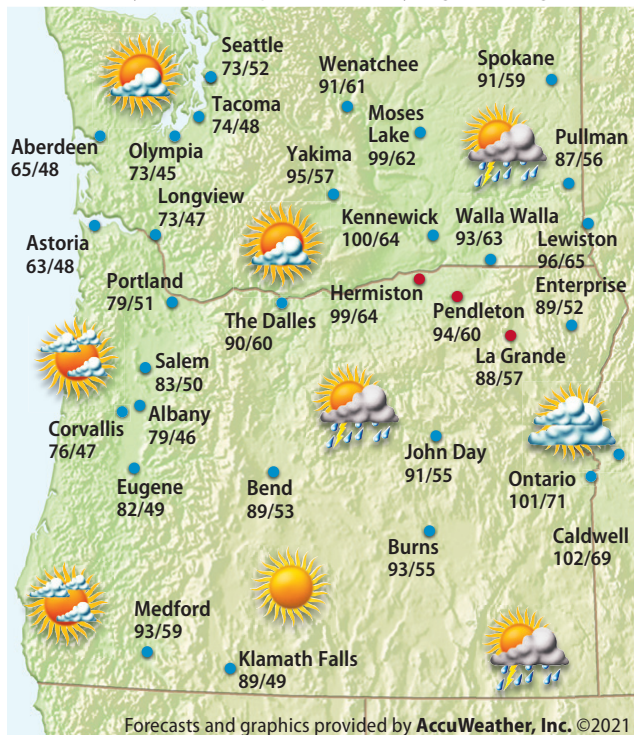 Seattle
73/52
Wenatchee
91/61
Spokane
91/59
Tacoma
74/48
Moses
Lake
99/62
Aberdeen
65/48
Olympia
73/45
Yakima
95/57
Pullman
87/56
Longview
73/47
Kennewick
100/64
Walla Walla
93/63
Lewiston
96/65
Astoria
63/48
Portland
79/51
The Dalles
90/60
Hermiston
99/64
Pendleton
94/60
Enterprise
89/52
La Grande
88/57
Salem
83/50
Albany
79/46
Corvallis
76/47
John Day
91/55
Ontario
101/71
Eugene
82/49
Bend
89/53
Caldwell
102/69
Burns
93/55
Medford
93/59
Klamath Falls
89/49
Forecasts and graphics provided by AccuWeather, Inc. ©2021